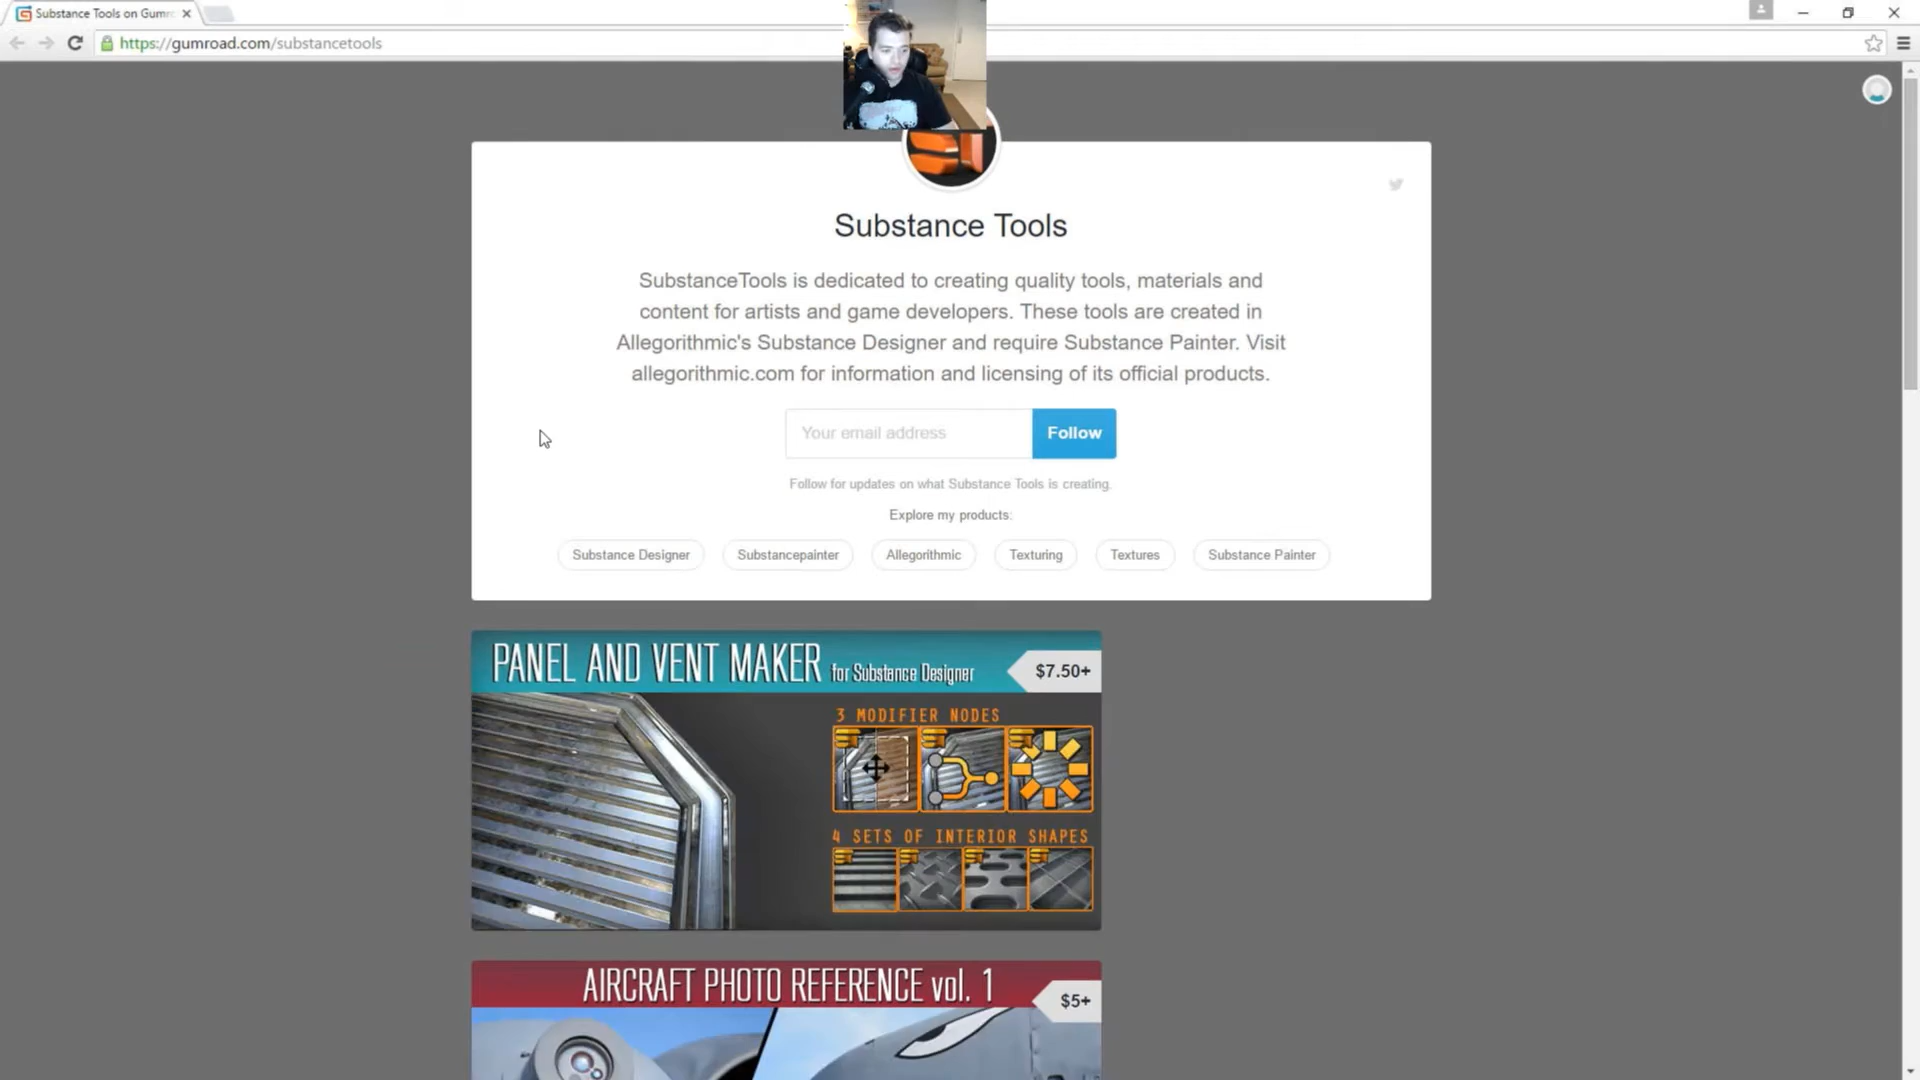 Substance Tools on Gumr
https://gumroad.com/substancetools
Substance Tools
SubstanceTools is dedicated to creating quality tools, materials and
content for artists and game developers. These tools are created in
Allegorithmic's Substance Designer and require Substance Painter. Visit
allegorithmic.com for information and licensing of its official products.
Your email address
Follow
Follow for updates on what Substance Tools is creating.
Explore my products:
Substance Designer
Substancepainter
Allegorithmic
Texturing
Textures
Substance Painter
PANEL AND VENT MAKER for Substance Designer
$7.50+
3 MODIFIER NODES
4 SETS OF INTERIOR SHAPES
AIRCRAFT PHOTO REFERENCE vol. 1
$5+